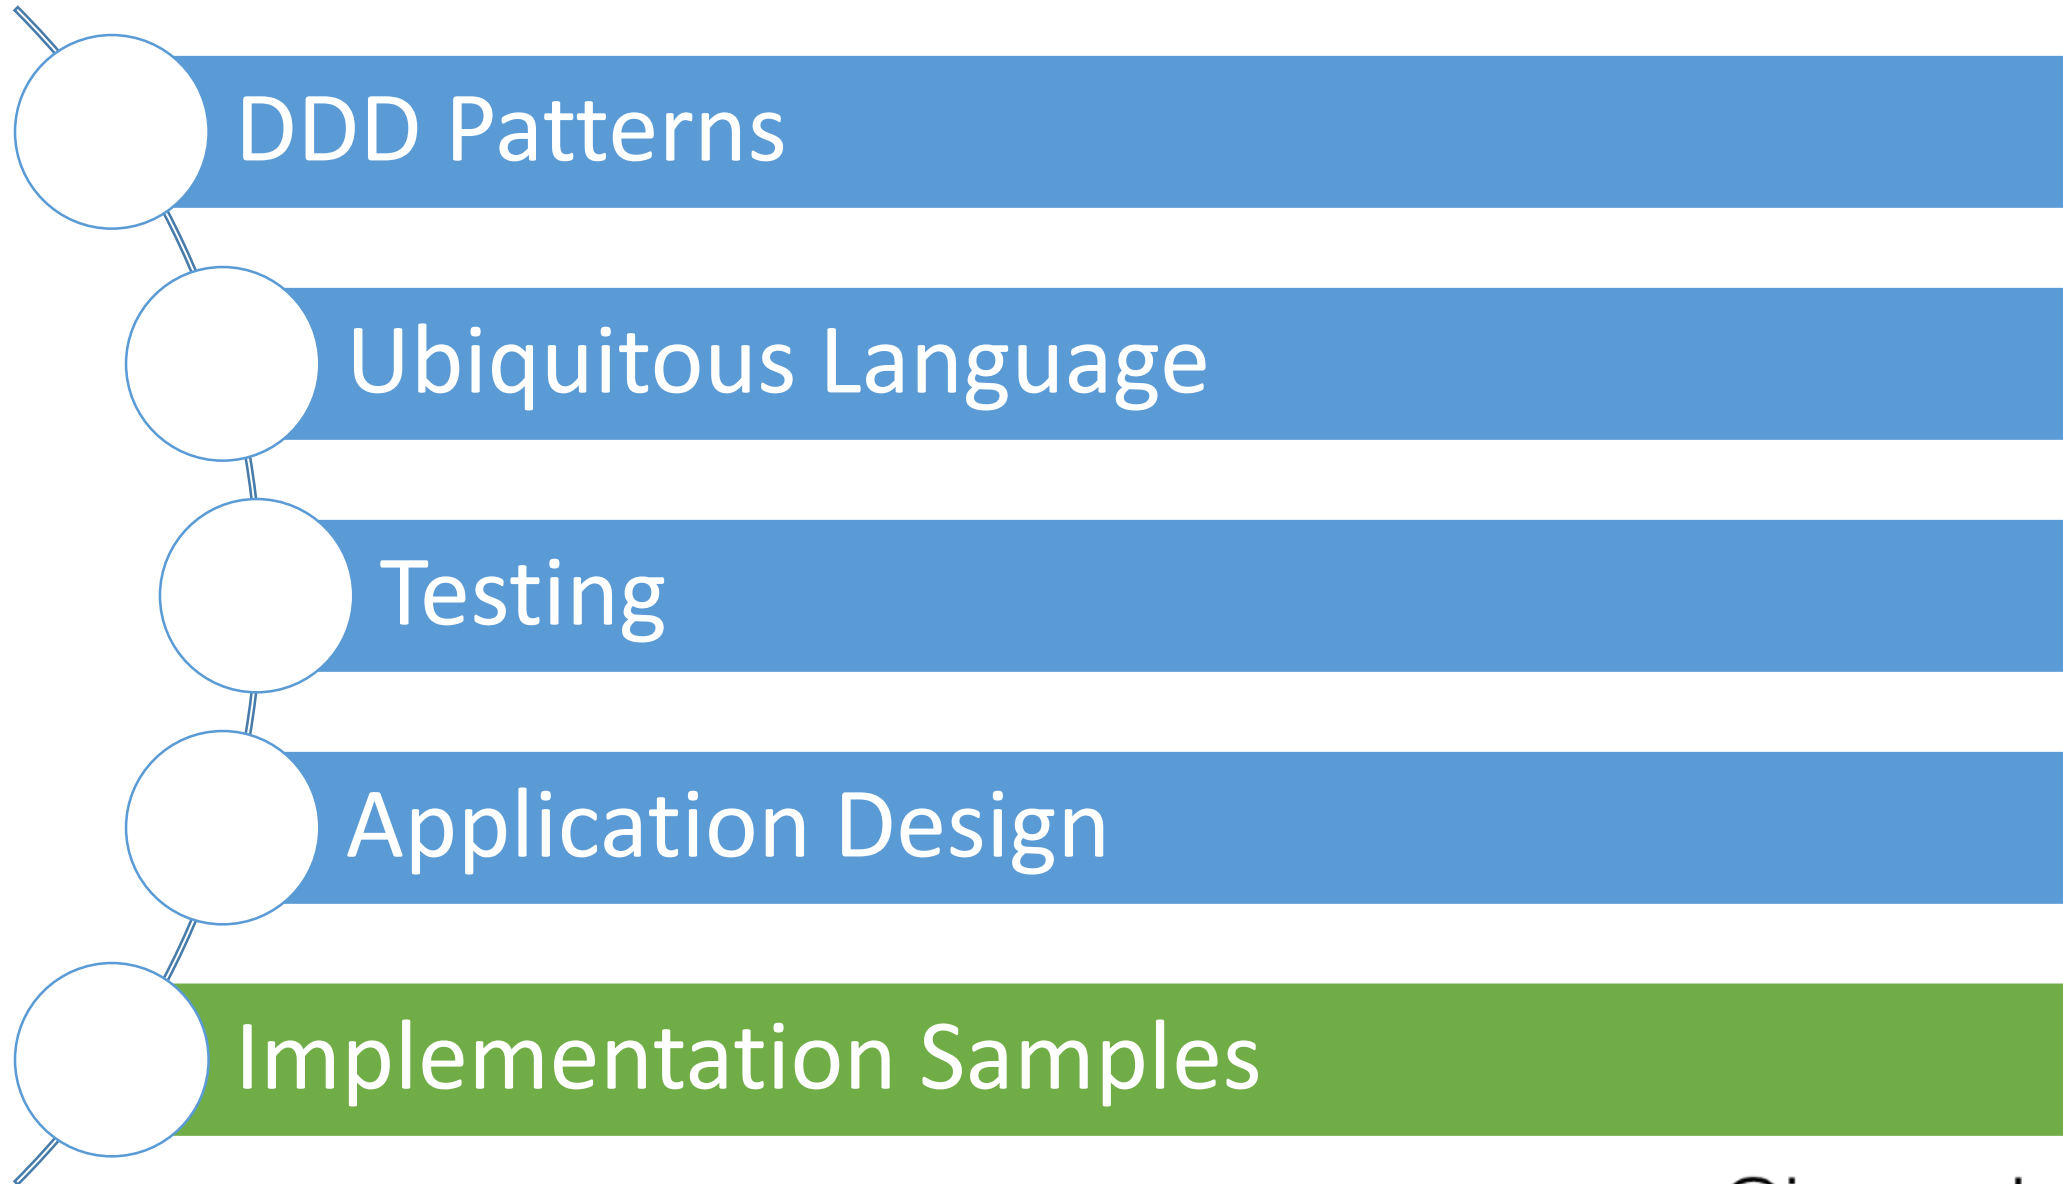 DDD Patterns
Ubiquitous Language
Testing
Application Design
Implementation Samples